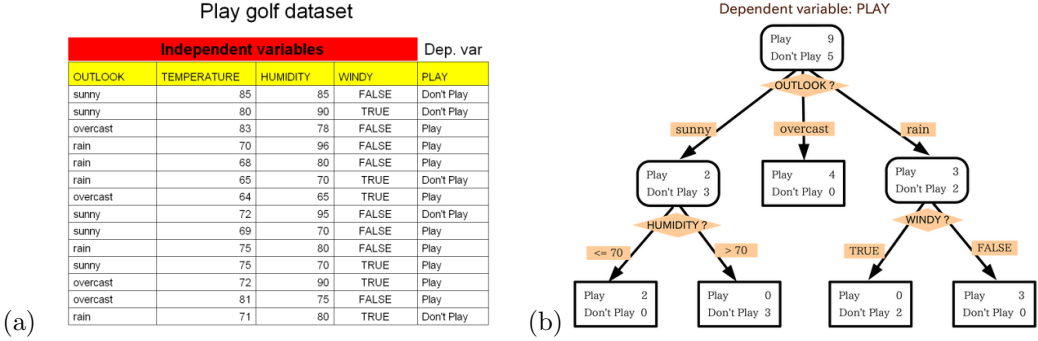 Play golf dataset
Independent variables Dep. var
OUTLOOK TEMPERATURE HUMIDITY WINDY PLAY
sunny 85 85 FALSE Don't Play
sunny 80 90 TRUE Don't Play
overcast 83 78 FALSE Play
rain 70 96 FALSE Play
rain 68 80 FALSE Play
rain 65 70 TRUE Don't Play
overcast 64 65 TRUE Play
sunny 72 95 FALSE Don't Play
sunny 69 70 FALSE Play
rain 75 80 FALSE Play
sunny 75 70 TRUE Play
overcast 72 90 TRUE Play
overcast 81 75 FALSE Play
rain 71 80 TRUE Don't Play
(a)
Dependent variable: PLAY
Play 9
Don't Play 5
OUTLOOK ?
sunny overcast rain
Play 2
Don't Play 3
Play 4
Don't Play 0
Play 3
Don't Play 2
HUMIDITY ?
WINDY ?
<= 70 > 70 TRUE FALSE
Play 2
Don't Play 0
Play 0
Don't Play 3
Play 0
Don't Play 2
Play 3
Don't Play 0
(b)